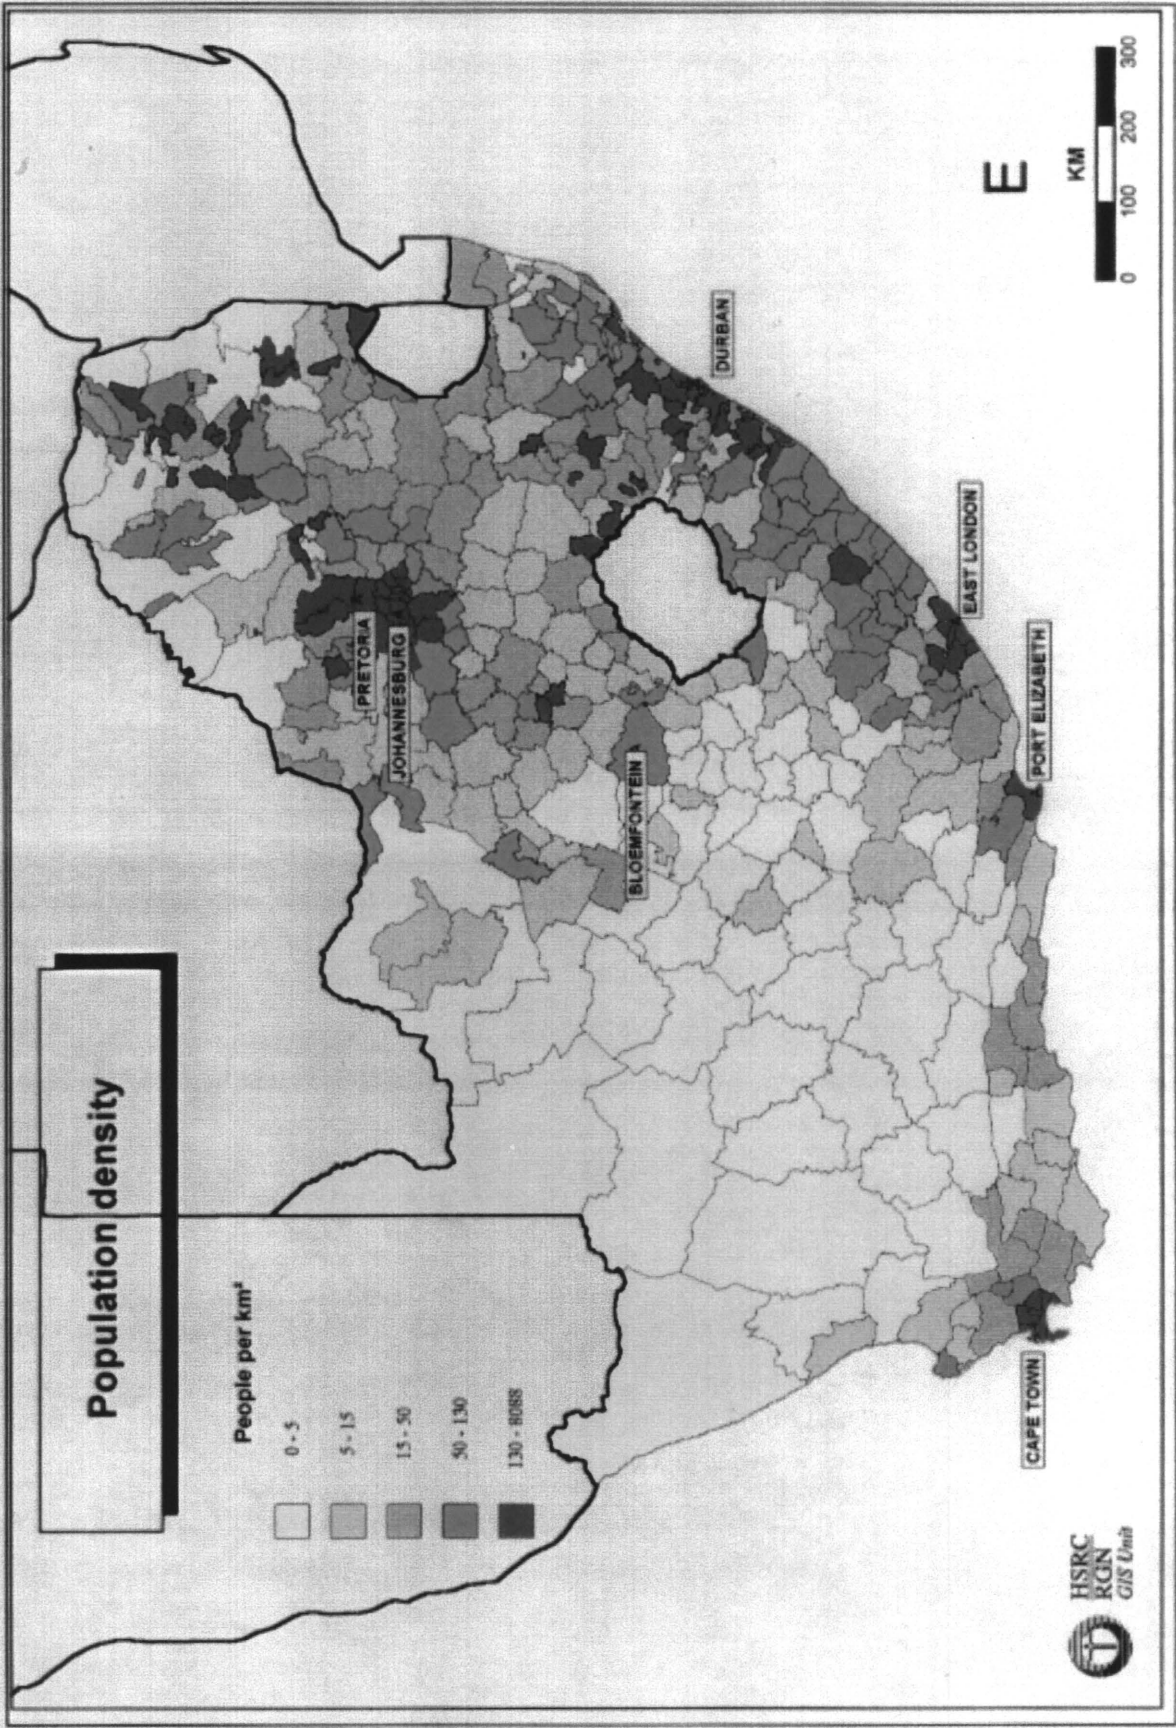 Population density
People per km²
0 - 5
5 - 15
15 - 50
50 - 130
130 - 8088
PRETORIA
JOHANNESBURG
BLOEMFONTEIN
DURBAN
EAST LONDON
PORT ELIZABETH
CAPE TOWN
E
KM
0 100 200 300
HSRC
RGN
GIS Unit